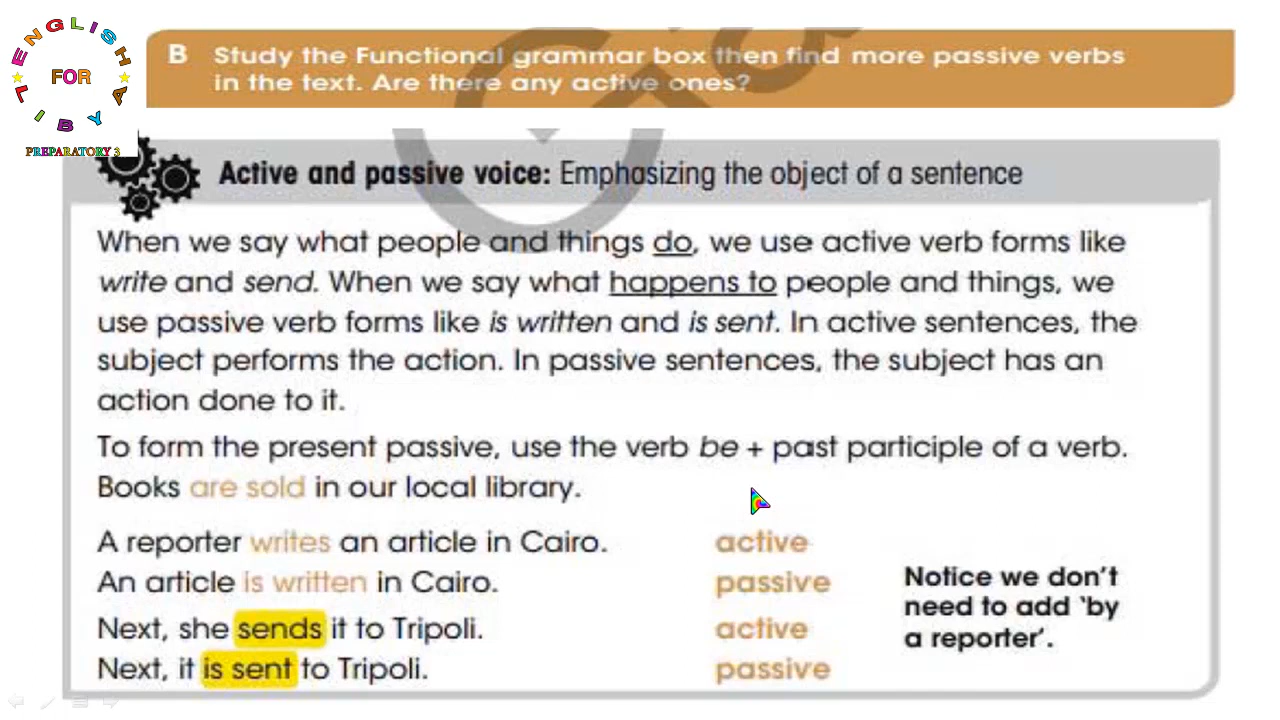 ENGLISH
FOR
LIBYA
PREPARATORY 3
B Study the Functional grammar box then find more passive verbs
in the text. Are there any active ones?
Active and passive voice: Emphasizing the object of a sentence
When we say what people and things do, we use active verb forms like
write and send. When we say what happens to people and things, we
use passive verb forms like is written and is sent. In active sentences, the
subject performs the action. In passive sentences, the subject has an
action done to it.
To form the present passive, use the verb be + past participle of a verb.
Books are sold in our local library.
A reporter writes an article in Cairo. active
An article is written in Cairo. passive
Next, she sends it to Tripoli. active
Next, it is sent to Tripoli. passive
Notice we don't
need to add 'by
a reporter'.